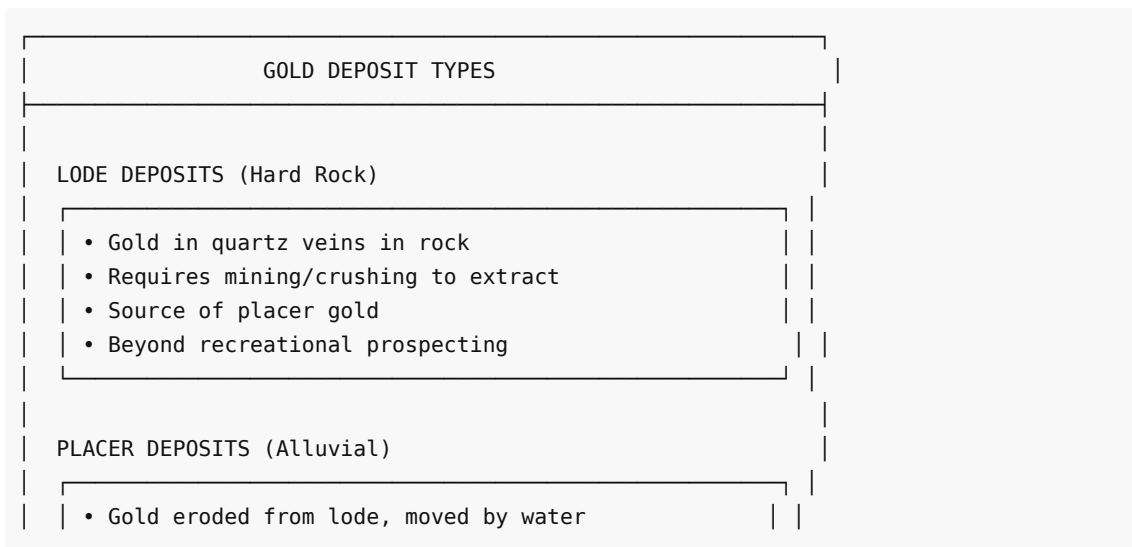 GOLD DEPOSIT TYPES
LODE DEPOSITS (Hard Rock)
• Gold in quartz veins in rock
• Requires mining/crushing to extract
• Source of placer gold
• Beyond recreational prospecting
PLACER DEPOSITS (Alluvial)
• Gold eroded from lode, moved by water